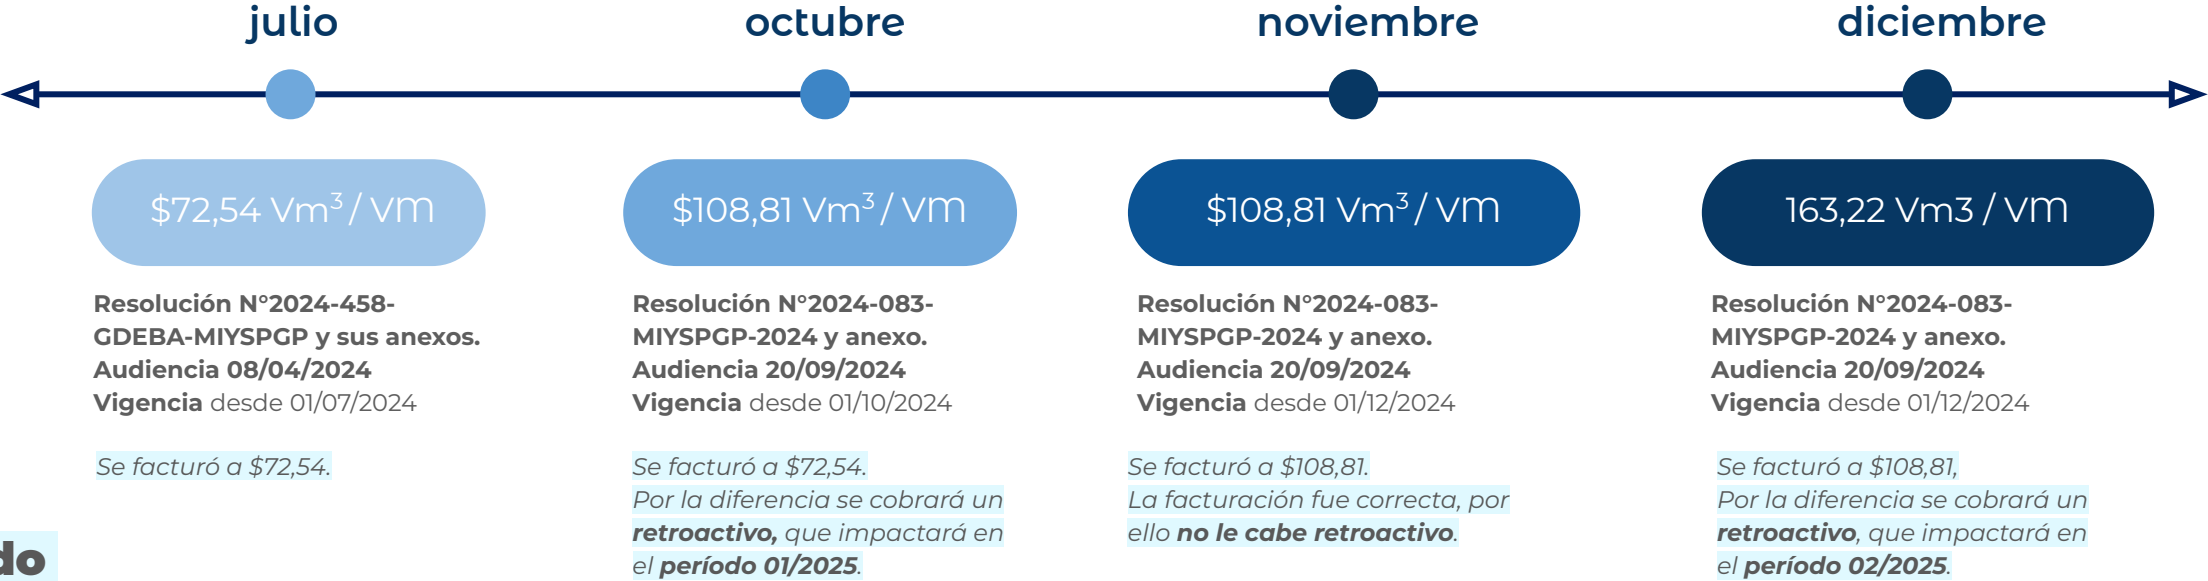 julio
octubre
noviembre
diciembre
$72,54 Vm³ / VM
$108,81 Vm³ / VM
$108,81 Vm³ / VM
163,22 Vm3 / VM
Resolución N°2024-458-
GDEBA-MIYSPGP y sus anexos.
Audiencia 08/04/2024
Vigencia desde 01/07/2024
Se facturó a $72,54.
Resolución N°2024-083-
MIYSPGP-2024 y anexo.
Audiencia 20/09/2024
Vigencia desde 01/10/2024
Se facturó a $72,54.
Por la diferencia se cobrará un
retroactivo, que impactará en
el período 01/2025.
Resolución N°2024-083-
MIYSPGP-2024 y anexo.
Audiencia 20/09/2024
Vigencia desde 01/12/2024
Se facturó a $108,81.
La facturación fue correcta, por
ello no le cabe retroactivo.
Resolución N°2024-083-
MIYSPGP-2024 y anexo.
Audiencia 20/09/2024
Vigencia desde 01/12/2024
Se facturó a $108,81,
Por la diferencia se cobrará un
retroactivo, que impactará en
el período 02/2025.